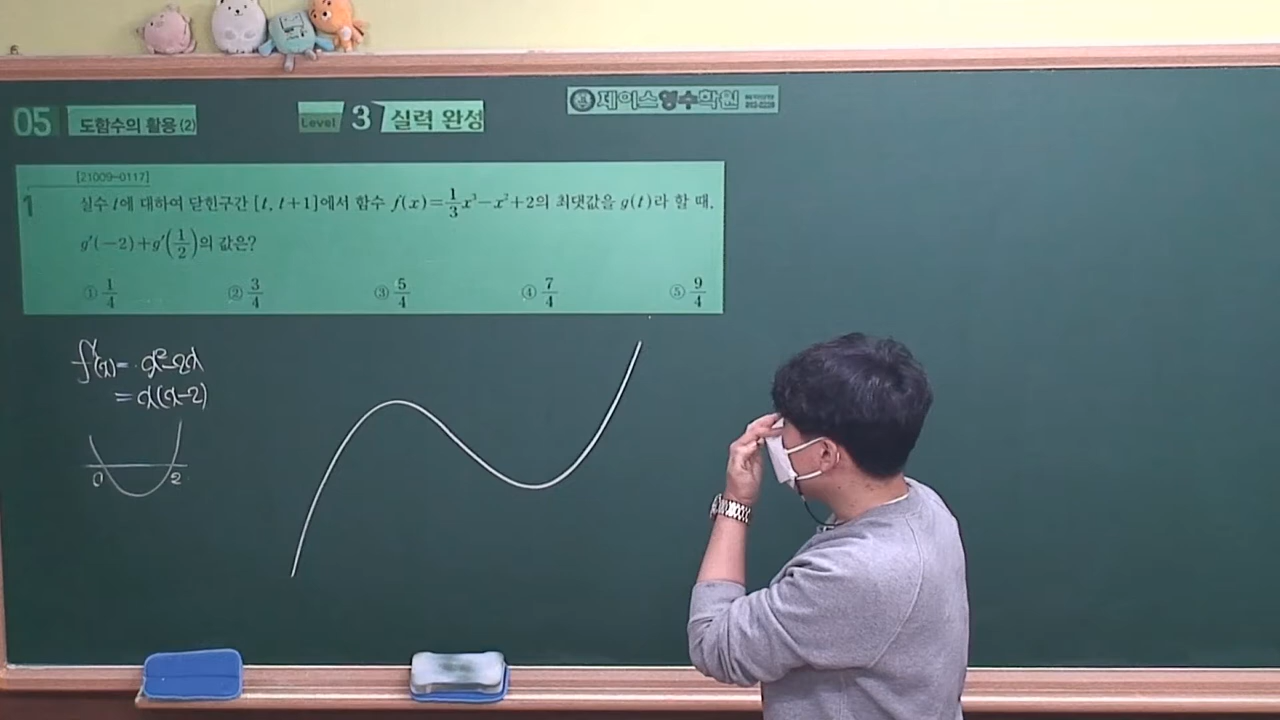 05 도함수의 활용 (2)
Level 3 실력 완성
제이스영수학원
[21009-0117]
1 실수 t에 대하여 닫힌구간 [t, t+1]에서 함수 f(x)=1/3x³-x²+2의 최댓값을 g(t)라 할 때,
g′(-2)+g′(1/2)의 값은?
① 1/4 ② 3/4 ③ 5/4 ④ 7/4 ⑤ 9/4
f′(x)= x²-2x
= x(x-2)
0 2